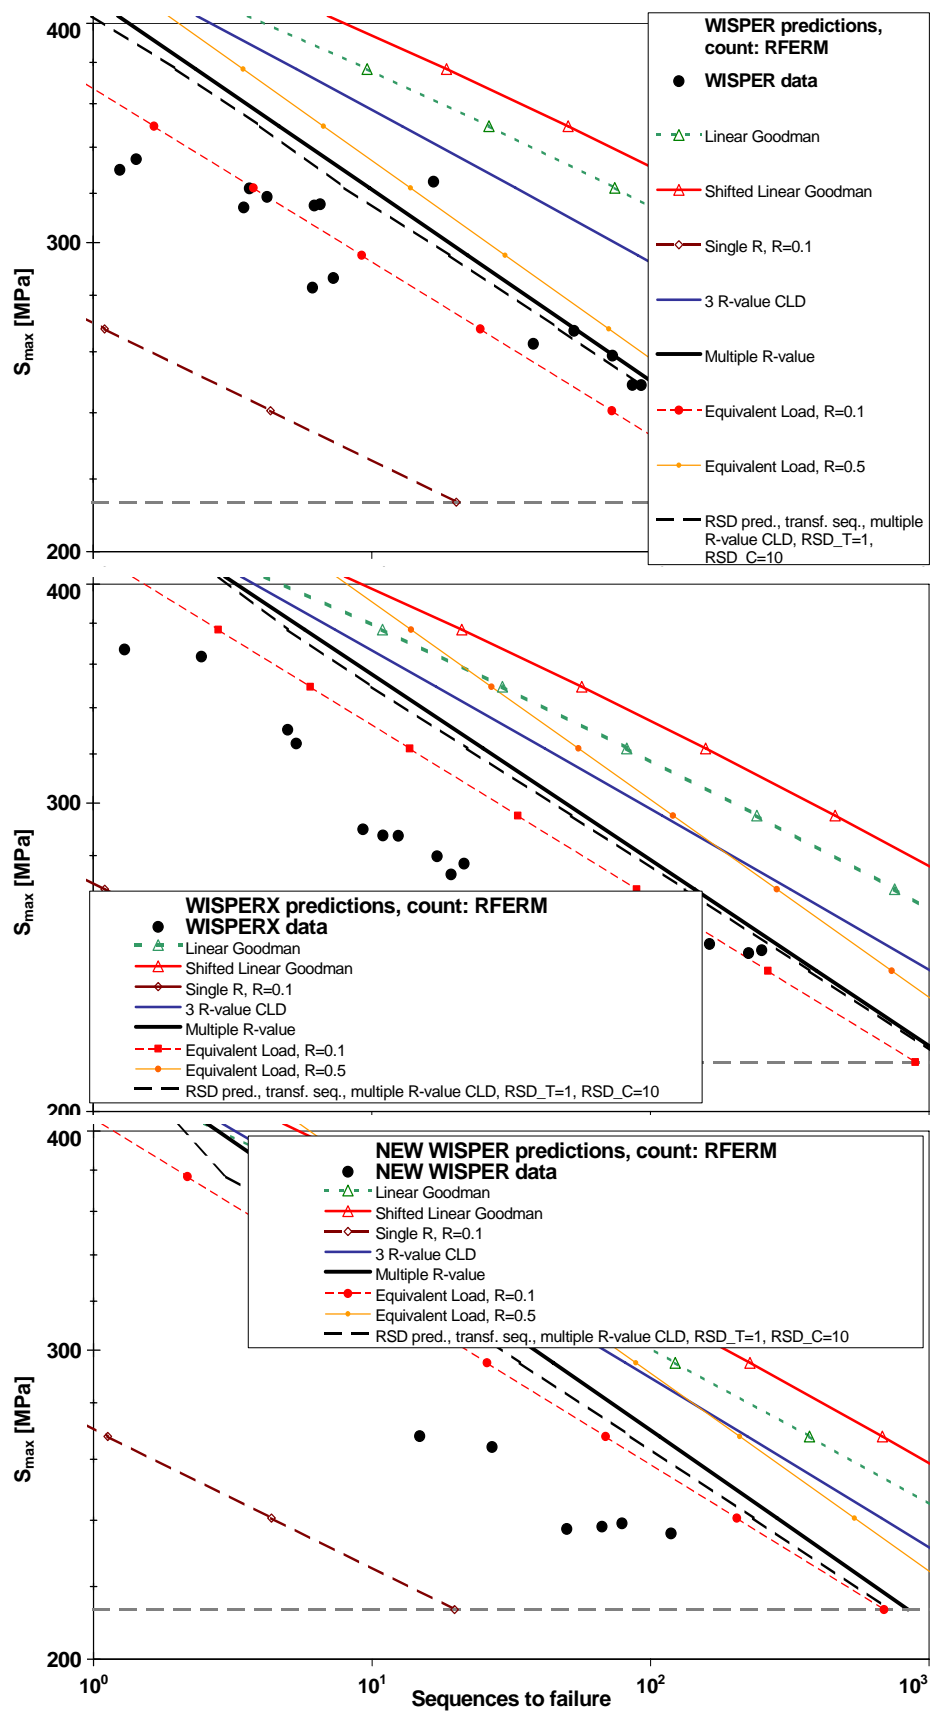 400
300
200
S_max [MPa]
WISPER predictions,
count: RFERM
WISPER data
Linear Goodman
Shifted Linear Goodman
Single R, R=0.1
3 R-value CLD
Multiple R-value
Equivalent Load, R=0.1
Equivalent Load, R=0.5
RSD pred., transf. seq., multiple
R-value CLD, RSD_T=1,
RSD_C=10
400
300
200
S_max [MPa]
WISPERX predictions, count: RFERM
WISPERX data
Linear Goodman
Shifted Linear Goodman
Single R, R=0.1
3 R-value CLD
Multiple R-value
Equivalent Load, R=0.1
Equivalent Load, R=0.5
RSD pred., transf. seq., multiple R-value CLD, RSD_T=1, RSD_C=10
400
300
200
S_max [MPa]
NEW WISPER predictions, count: RFERM
NEW WISPER data
Linear Goodman
Shifted Linear Goodman
Single R, R=0.1
3 R-value CLD
Multiple R-value
Equivalent Load, R=0.1
Equivalent Load, R=0.5
RSD pred., transf. seq., multiple R-value CLD, RSD_T=1, RSD_C=10
10^0 10^1 10^2 10^3
Sequences to failure